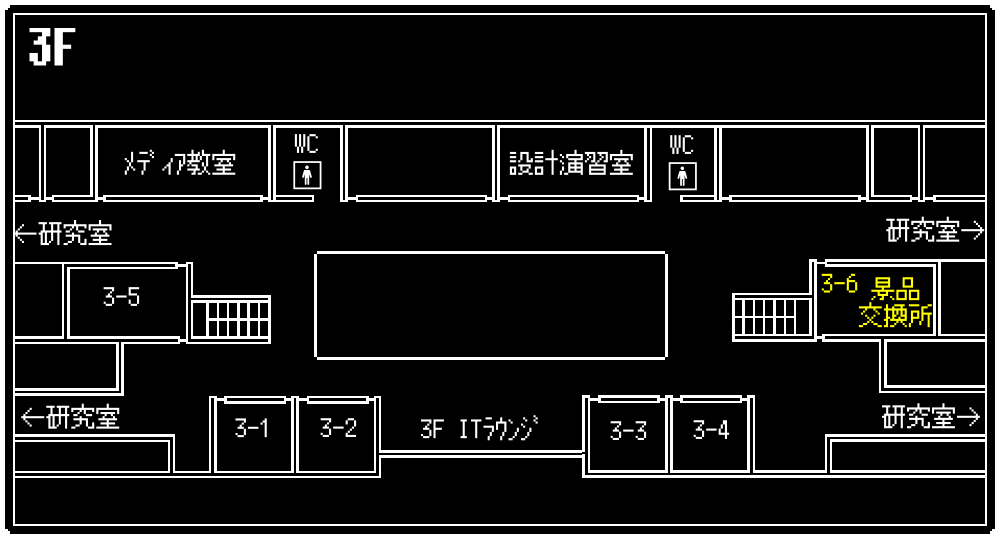 3F
メディア教室
WC
設計演習室
WC
←研究室
研究室→
3-5
3-6 景品
交換所
←研究室
3-1
3-2
3F ITラウンジ
3-3
3-4
研究室→